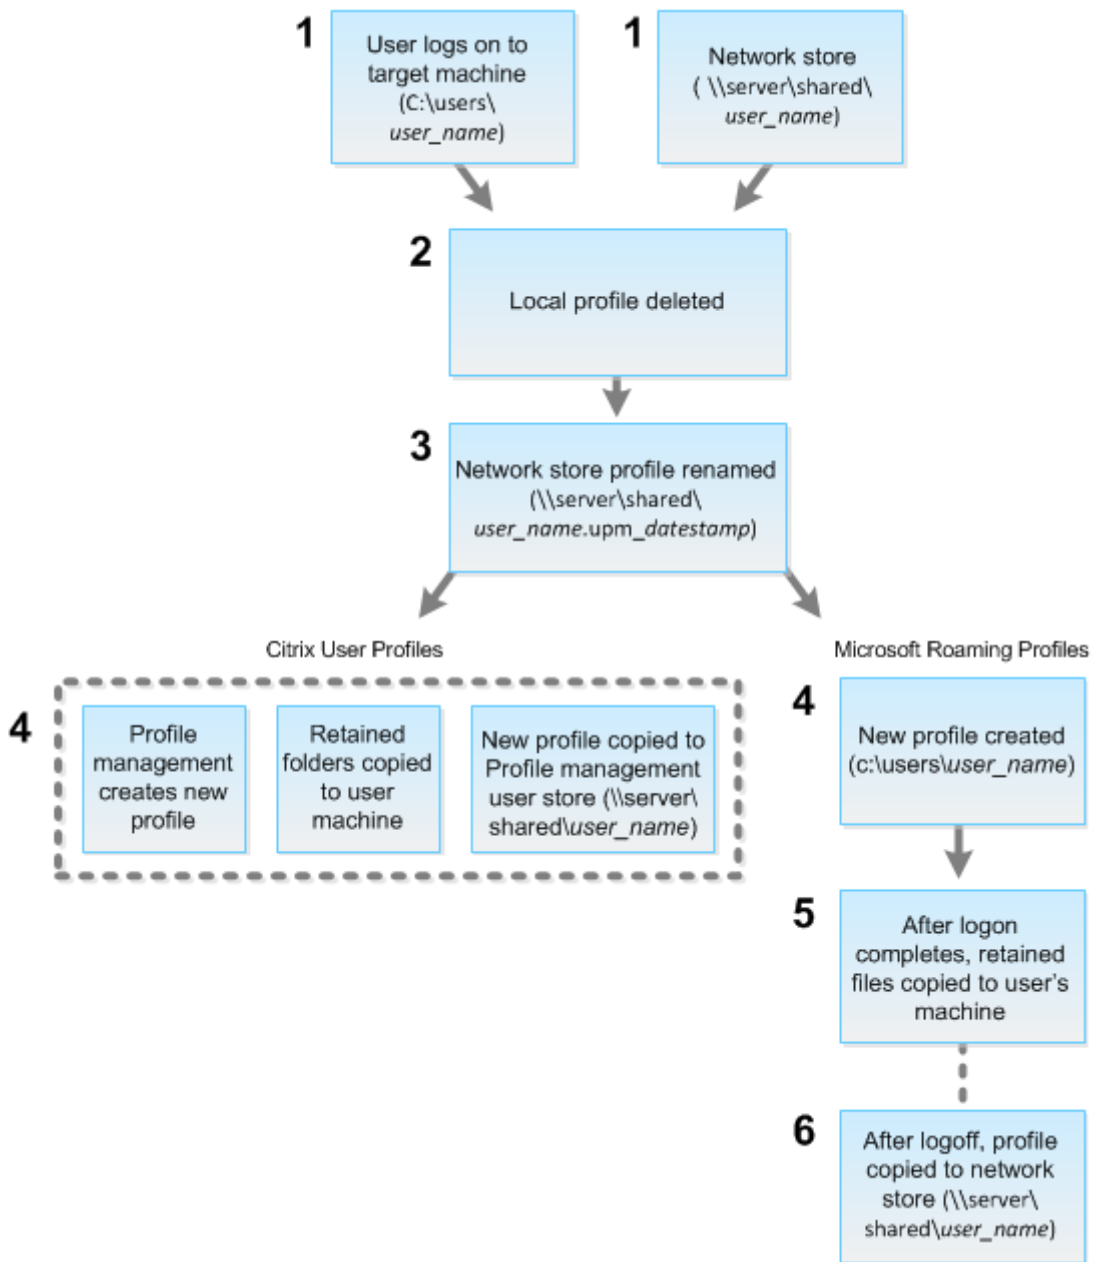 1
User logs on to
target machine
(C:\users\
user_name)
1
Network store
( \\server\shared\
user_name)
2
Local profile deleted
3
Network store profile renamed
(\\server\shared\
user_name.upm_datestamp)
Citrix User Profiles
4
Profile
management
creates new
profile
Retained
folders copied
to user
machine
New profile copied to
Profile management
user store (\\server\
shared\user_name)
Microsoft Roaming Profiles
4
New profile created
(c:\users\user_name)
5
After logon
completes, retained
files copied to user’s
machine
6
After logoff, profile
copied to network
store (\\server\
shared\user_name)